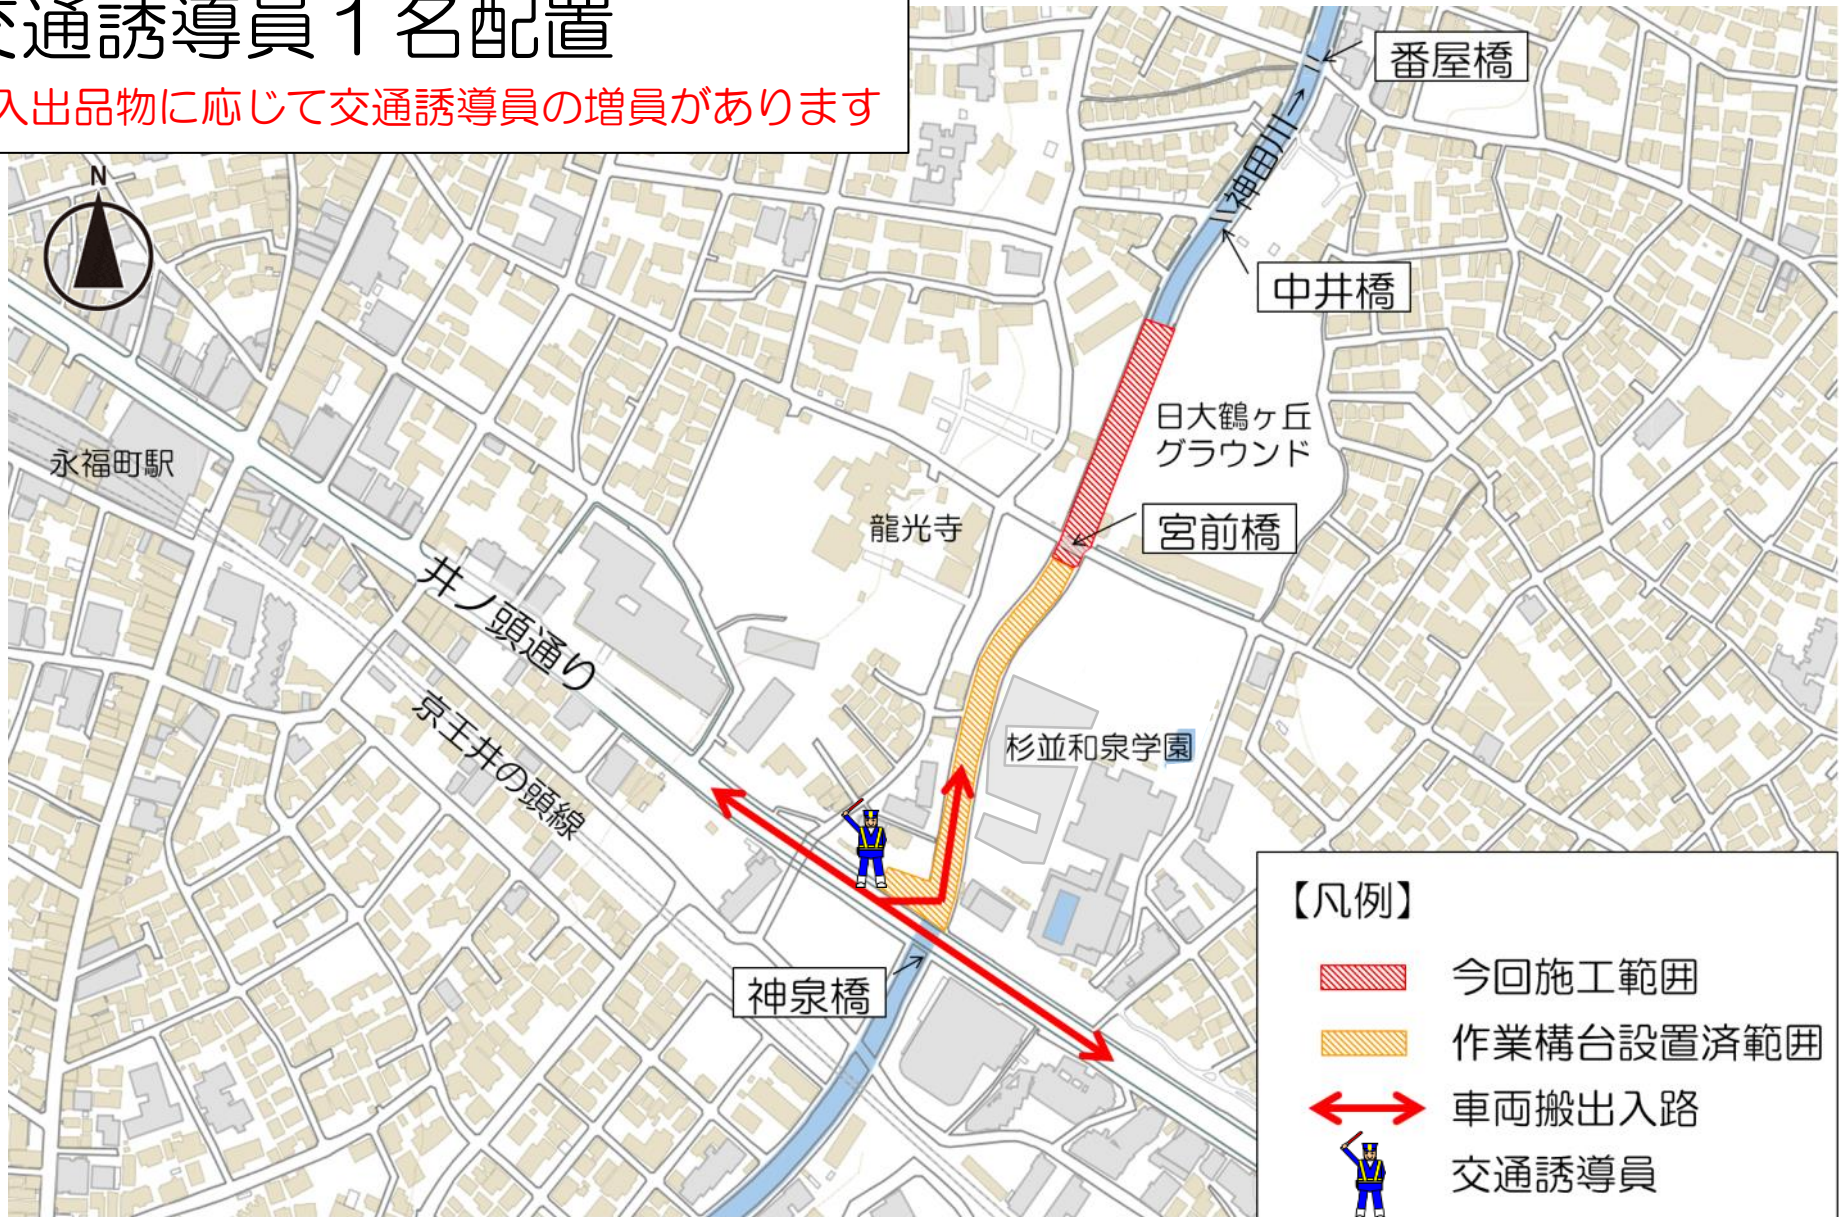 交通誘導員１名配置
入出品物に応じて交通誘導員の増員があります
番屋橋
N
神田川
中井橋
日大鶴ヶ丘
グラウンド
永福町駅
龍光寺
宮前橋
井ノ頭通り
京王井の頭線
杉並和泉学園
神泉橋
【凡例】
今回施工範囲
作業構台設置済範囲
車両搬出入路
交通誘導員